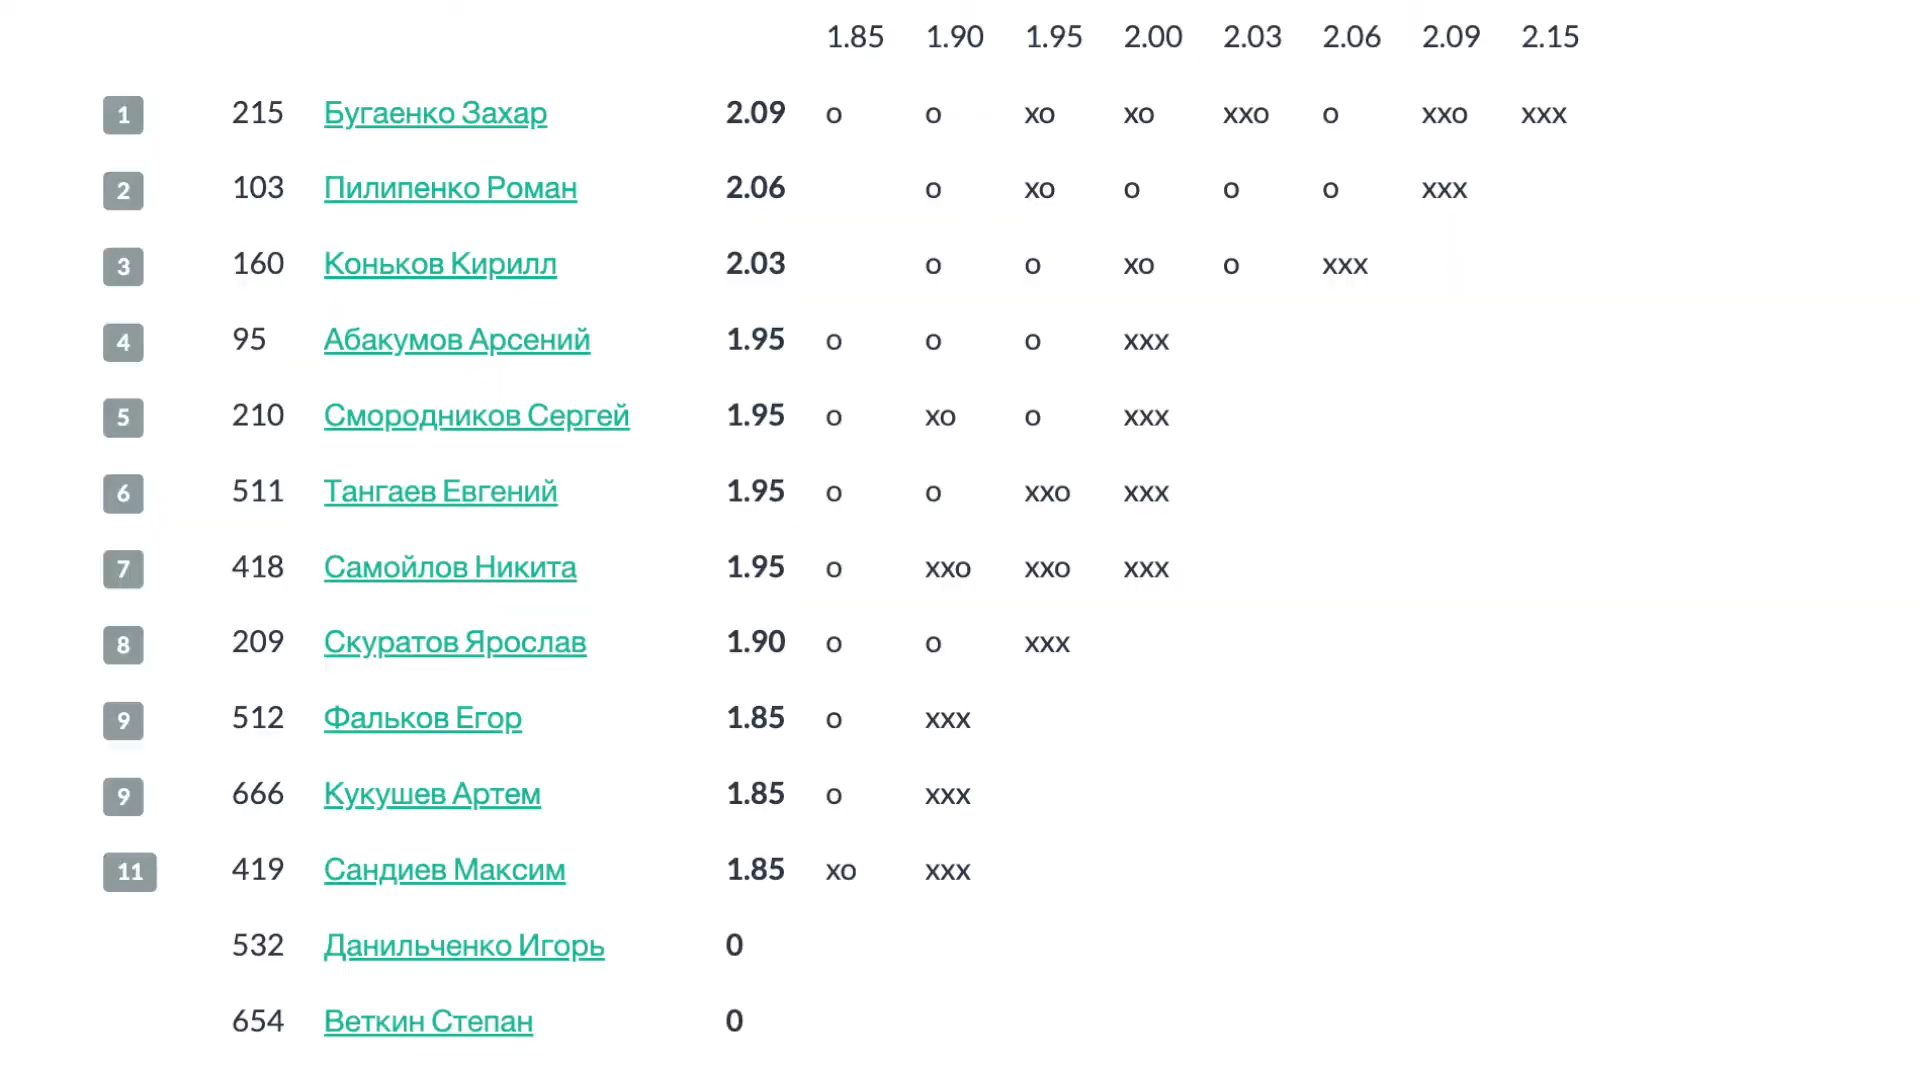 1.85 1.90 1.95 2.00 2.03 2.06 2.09 2.15
1 215 Бугаенко Захар 2.09 o o xo xo xxo o xxo xxx
2 103 Пилипенко Роман 2.06 o xo o o o xxx
3 160 Коньков Кирилл 2.03 o o xo o xxx
4 95 Абакумов Арсений 1.95 o o o xxx
5 210 Смородников Сергей 1.95 o xo o xxx
6 511 Тангаев Евгений 1.95 o o xxo xxx
7 418 Самойлов Никита 1.95 o xxo xxo xxx
8 209 Скуратов Ярослав 1.90 o o xxx
9 512 Фальков Егор 1.85 o xxx
9 666 Кукушев Артем 1.85 o xxx
11 419 Сандиев Максим 1.85 xo xxx
532 Данильченко Игорь 0
654 Веткин Степан 0